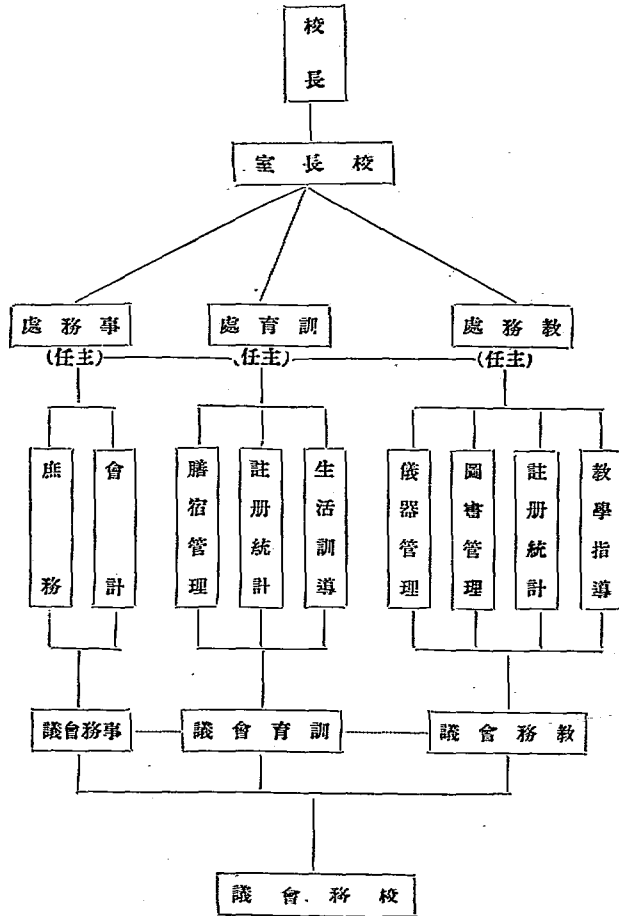 校長
校長室
教務處
訓育處
事務處
(主任)
(主任)
(主任)
教學指導
註册統計
圖書管理
儀器管理
生活訓導
註册統計
膳宿管理
會計
庶務
教務會議
訓育會議
事務會議
校務會議